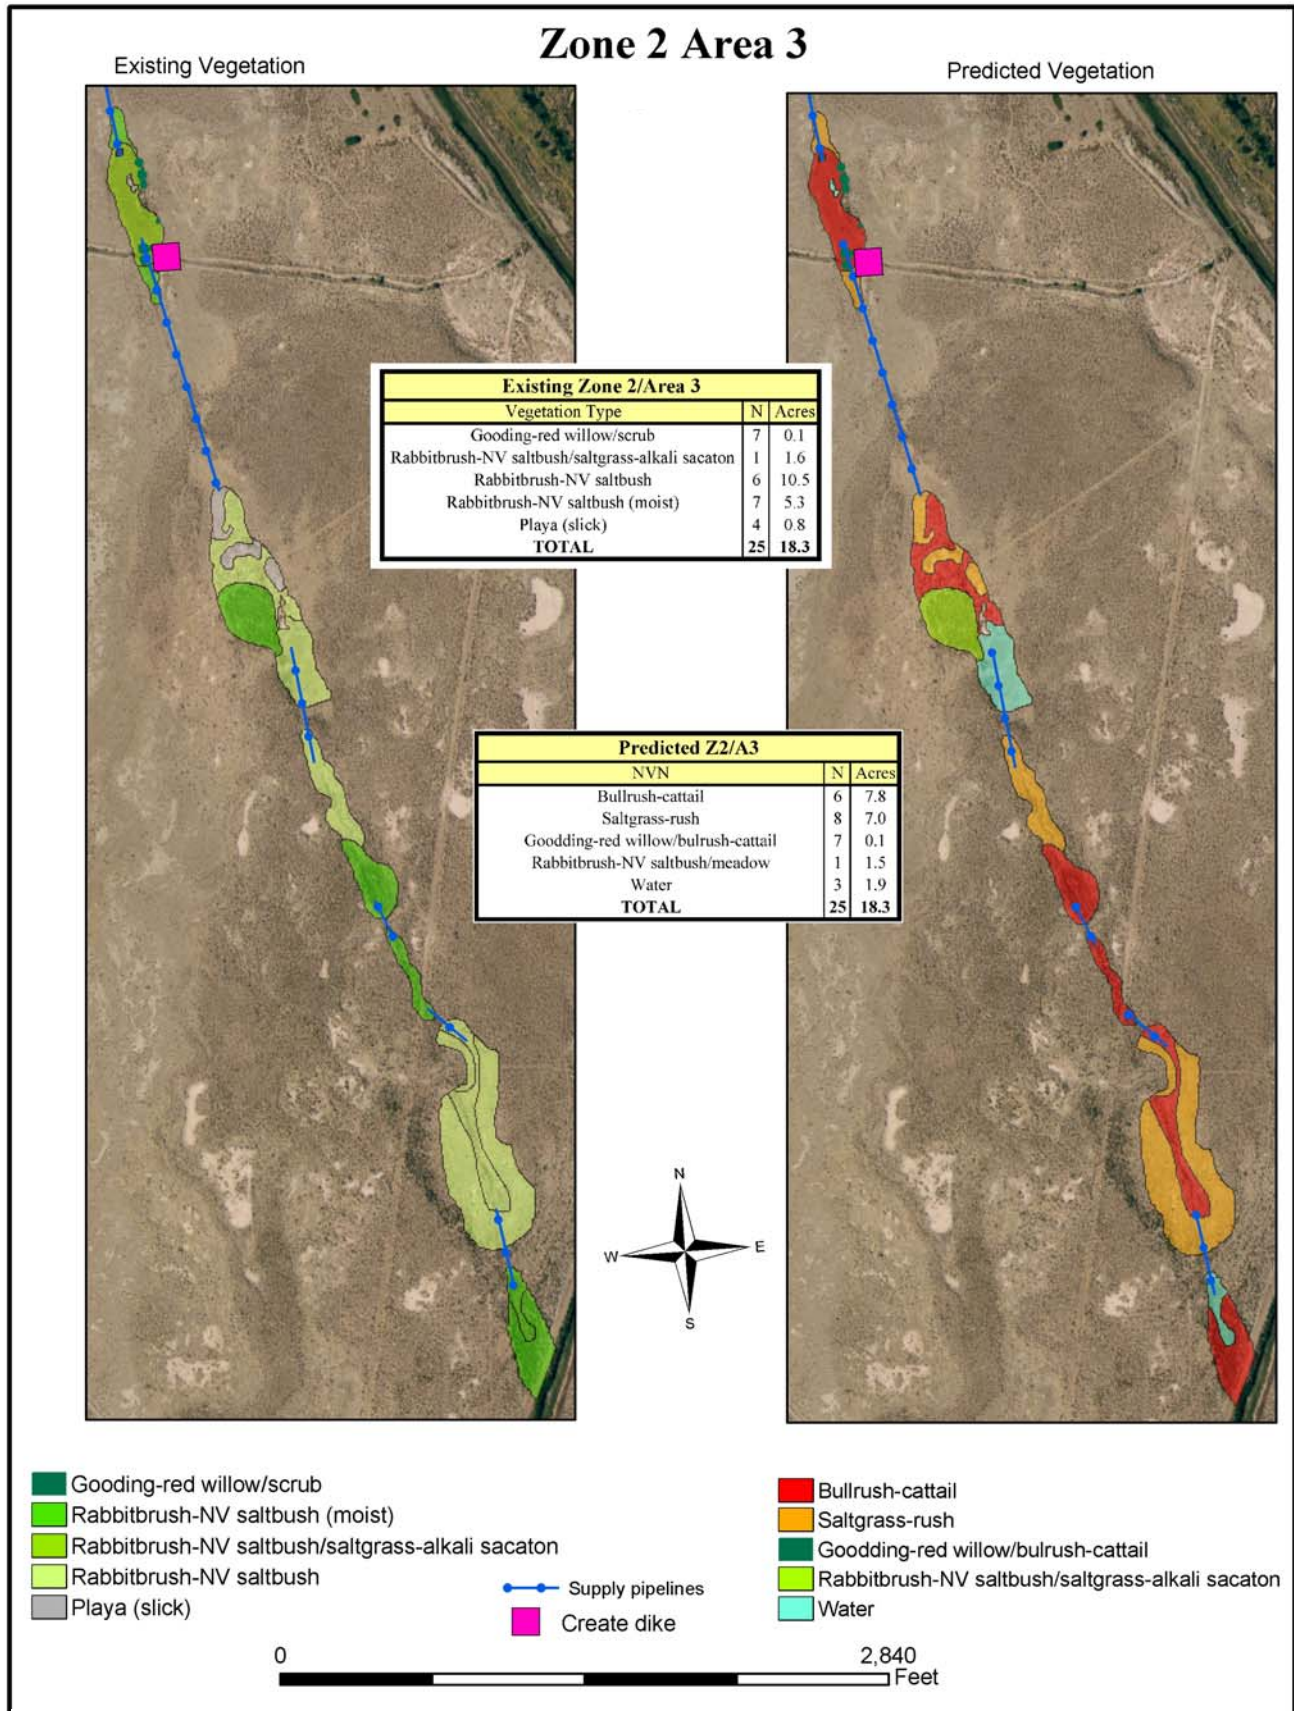 Zone 2 Area 3
Existing Vegetation
Predicted Vegetation
Existing Zone 2/Area 3
Vegetation Type N Acres
Gooding-red willow/scrub 7 0.1
Rabbitbrush-NV saltbush/saltgrass-alkali sacaton 1 1.6
Rabbitbrush-NV saltbush 6 10.5
Rabbitbrush-NV saltbush (moist) 7 5.3
Playa (slick) 4 0.8
TOTAL 25 18.3
Predicted Z2/A3
NVN N Acres
Bullrush-cattail 6 7.8
Saltgrass-rush 8 7.0
Goodding-red willow/bulrush-cattail 7 0.1
Rabbitbrush-NV saltbush/meadow 1 1.5
Water 3 1.9
TOTAL 25 18.3
N
W E
S
Gooding-red willow/scrub
Rabbitbrush-NV saltbush (moist)
Rabbitbrush-NV saltbush/saltgrass-alkali sacaton
Rabbitbrush-NV saltbush
Playa (slick)
Supply pipelines
Create dike
Bullrush-cattail
Saltgrass-rush
Goodding-red willow/bulrush-cattail
Rabbitbrush-NV saltbush/saltgrass-alkali sacaton
Water
0 2,840
Feet